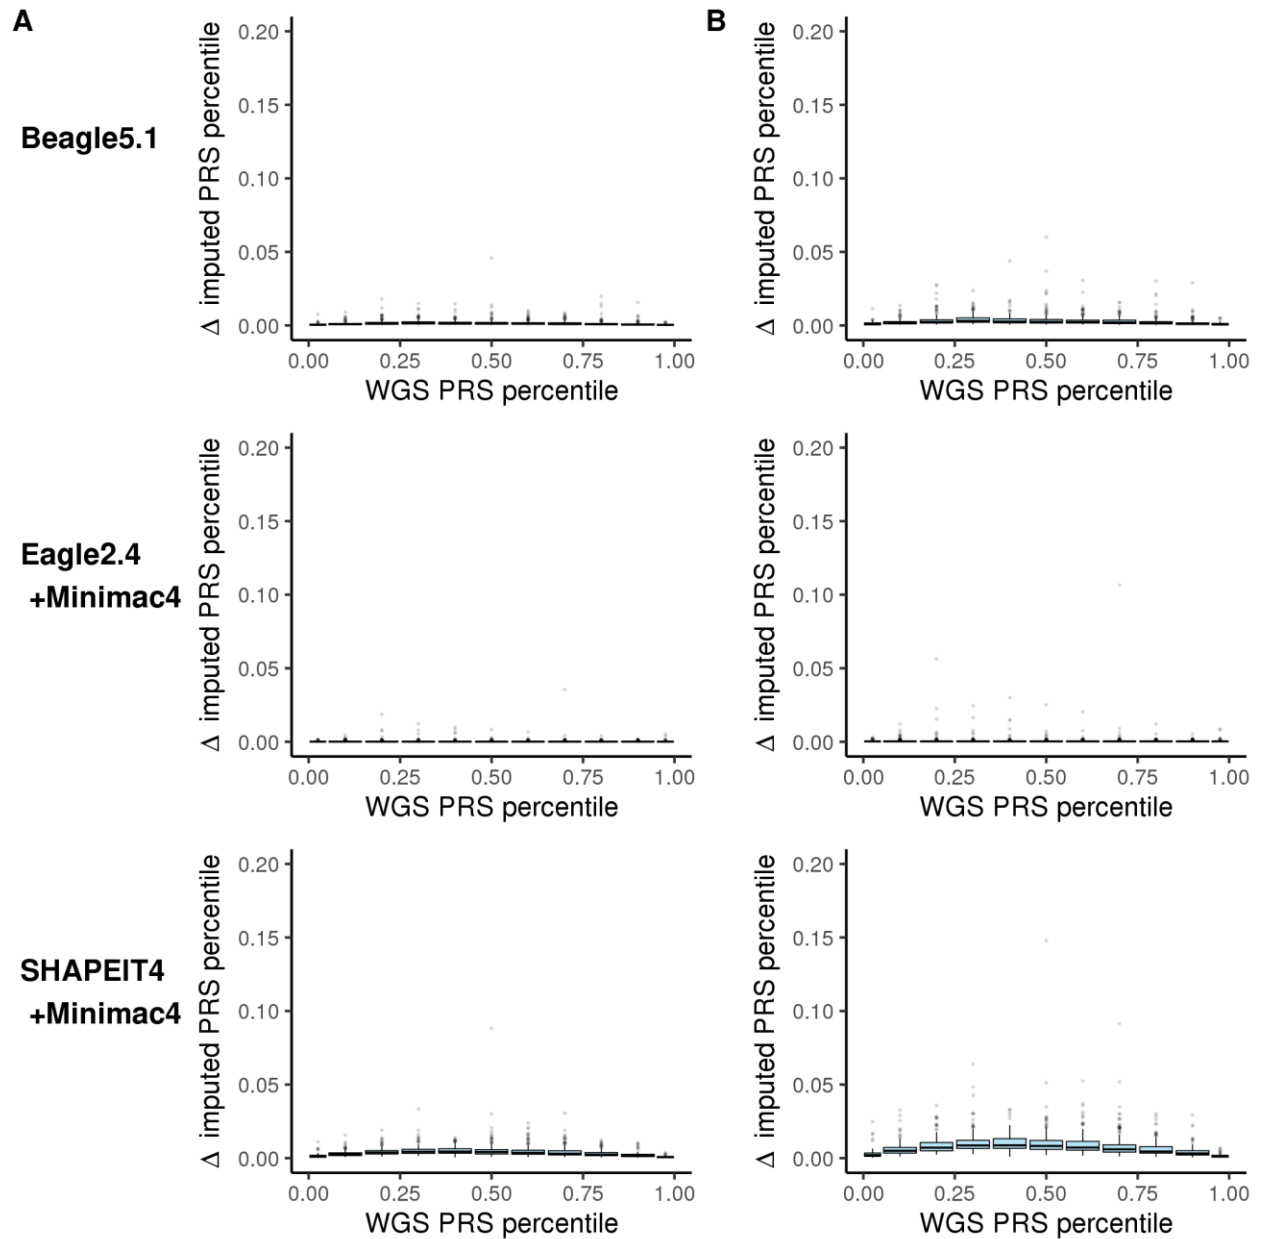 A
B
Beagle5.1
Δ imputed PRS percentile
0.20
0.15
0.10
0.05
0.00
0.00 0.25 0.50 0.75 1.00
WGS PRS percentile
Δ imputed PRS percentile
0.20
0.15
0.10
0.05
0.00
0.00 0.25 0.50 0.75 1.00
WGS PRS percentile
Eagle2.4
+Minimac4
Δ imputed PRS percentile
0.20
0.15
0.10
0.05
0.00
0.00 0.25 0.50 0.75 1.00
WGS PRS percentile
Δ imputed PRS percentile
0.20
0.15
0.10
0.05
0.00
0.00 0.25 0.50 0.75 1.00
WGS PRS percentile
SHAPEIT4
+Minimac4
Δ imputed PRS percentile
0.20
0.15
0.10
0.05
0.00
0.00 0.25 0.50 0.75 1.00
WGS PRS percentile
Δ imputed PRS percentile
0.20
0.15
0.10
0.05
0.00
0.00 0.25 0.50 0.75 1.00
WGS PRS percentile